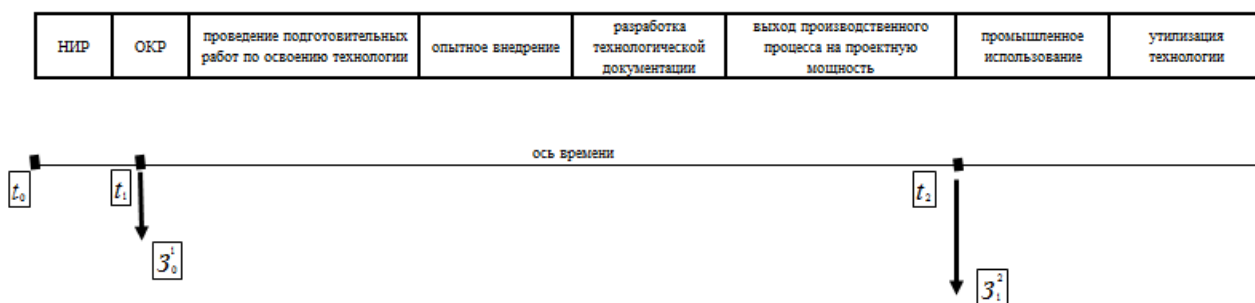 НИР
ОКР
проведение подготовительных
работ по освоению технологии
опытное внедрение
разработка
технологической
документации
выход производственного
процесса на проектную
мощность
промышленное
использование
утилизация
технологии
ось времени
t₀
t₁
t₂
З₀¹
З₁²